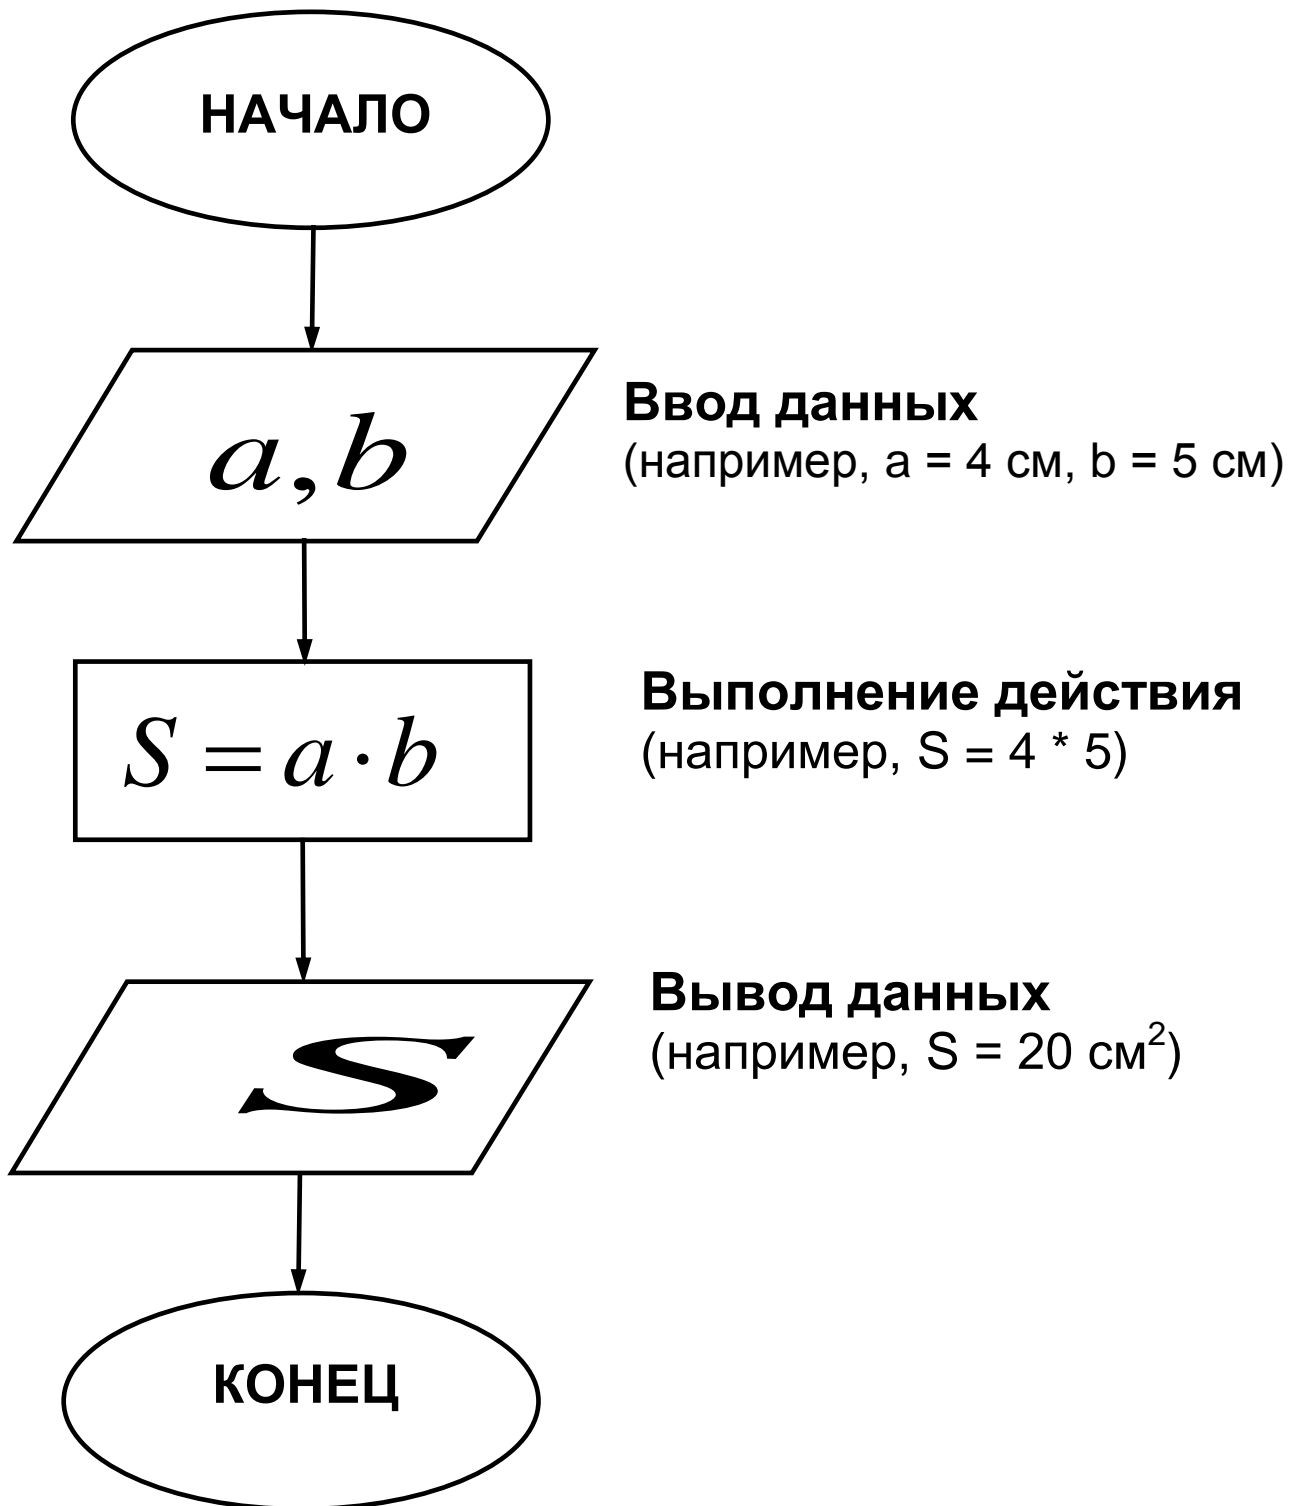 НАЧАЛО
a,b
Ввод данных
(например, a = 4 см, b = 5 см)
S = a · b
Выполнение действия
(например, S = 4 * 5)
S
Вывод данных
(например, S = 20 см²)
КОНЕЦ